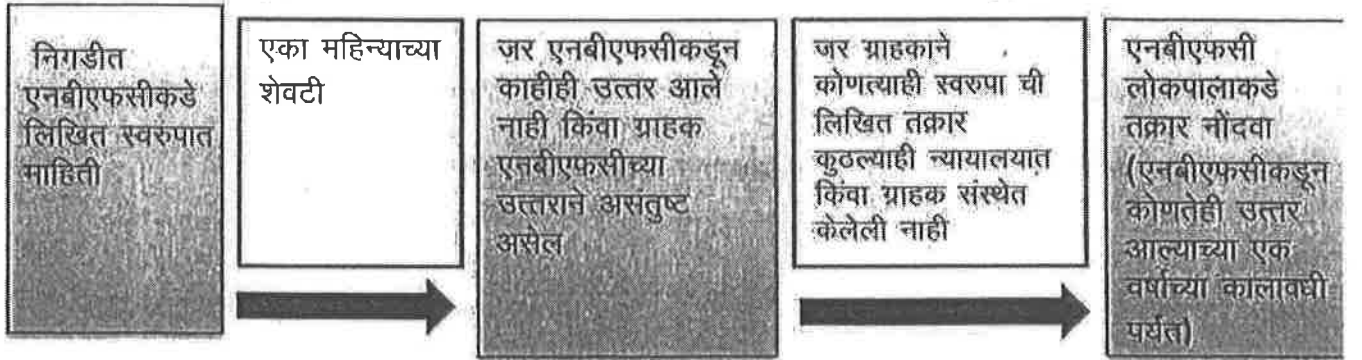 निगडीत
एनबीएफसीकडे
लिखित स्वरुपात
माहिती
एका महिन्याच्या
शेवटी
जर एनबीएफसीकडून
काहीही उत्तर आले
नाही किंवा ग्राहक
एनबीएफसीच्या
उत्तराने असंतुष्ट
असेल
जर ग्राहकाने
कोणत्याही स्वरुपा ची
लिखित तक्रार
कुठल्याही न्यायालयात
किंवा ग्राहक संस्थेत
केलेली नाही
एनबीएफसी
लोकपालाकडे
तक्रार नोंदवा
(एनबीएफसीकडून
कोणतेही उत्तर
आल्याच्या एक
वर्षाच्या कालावधी
पर्यंत)